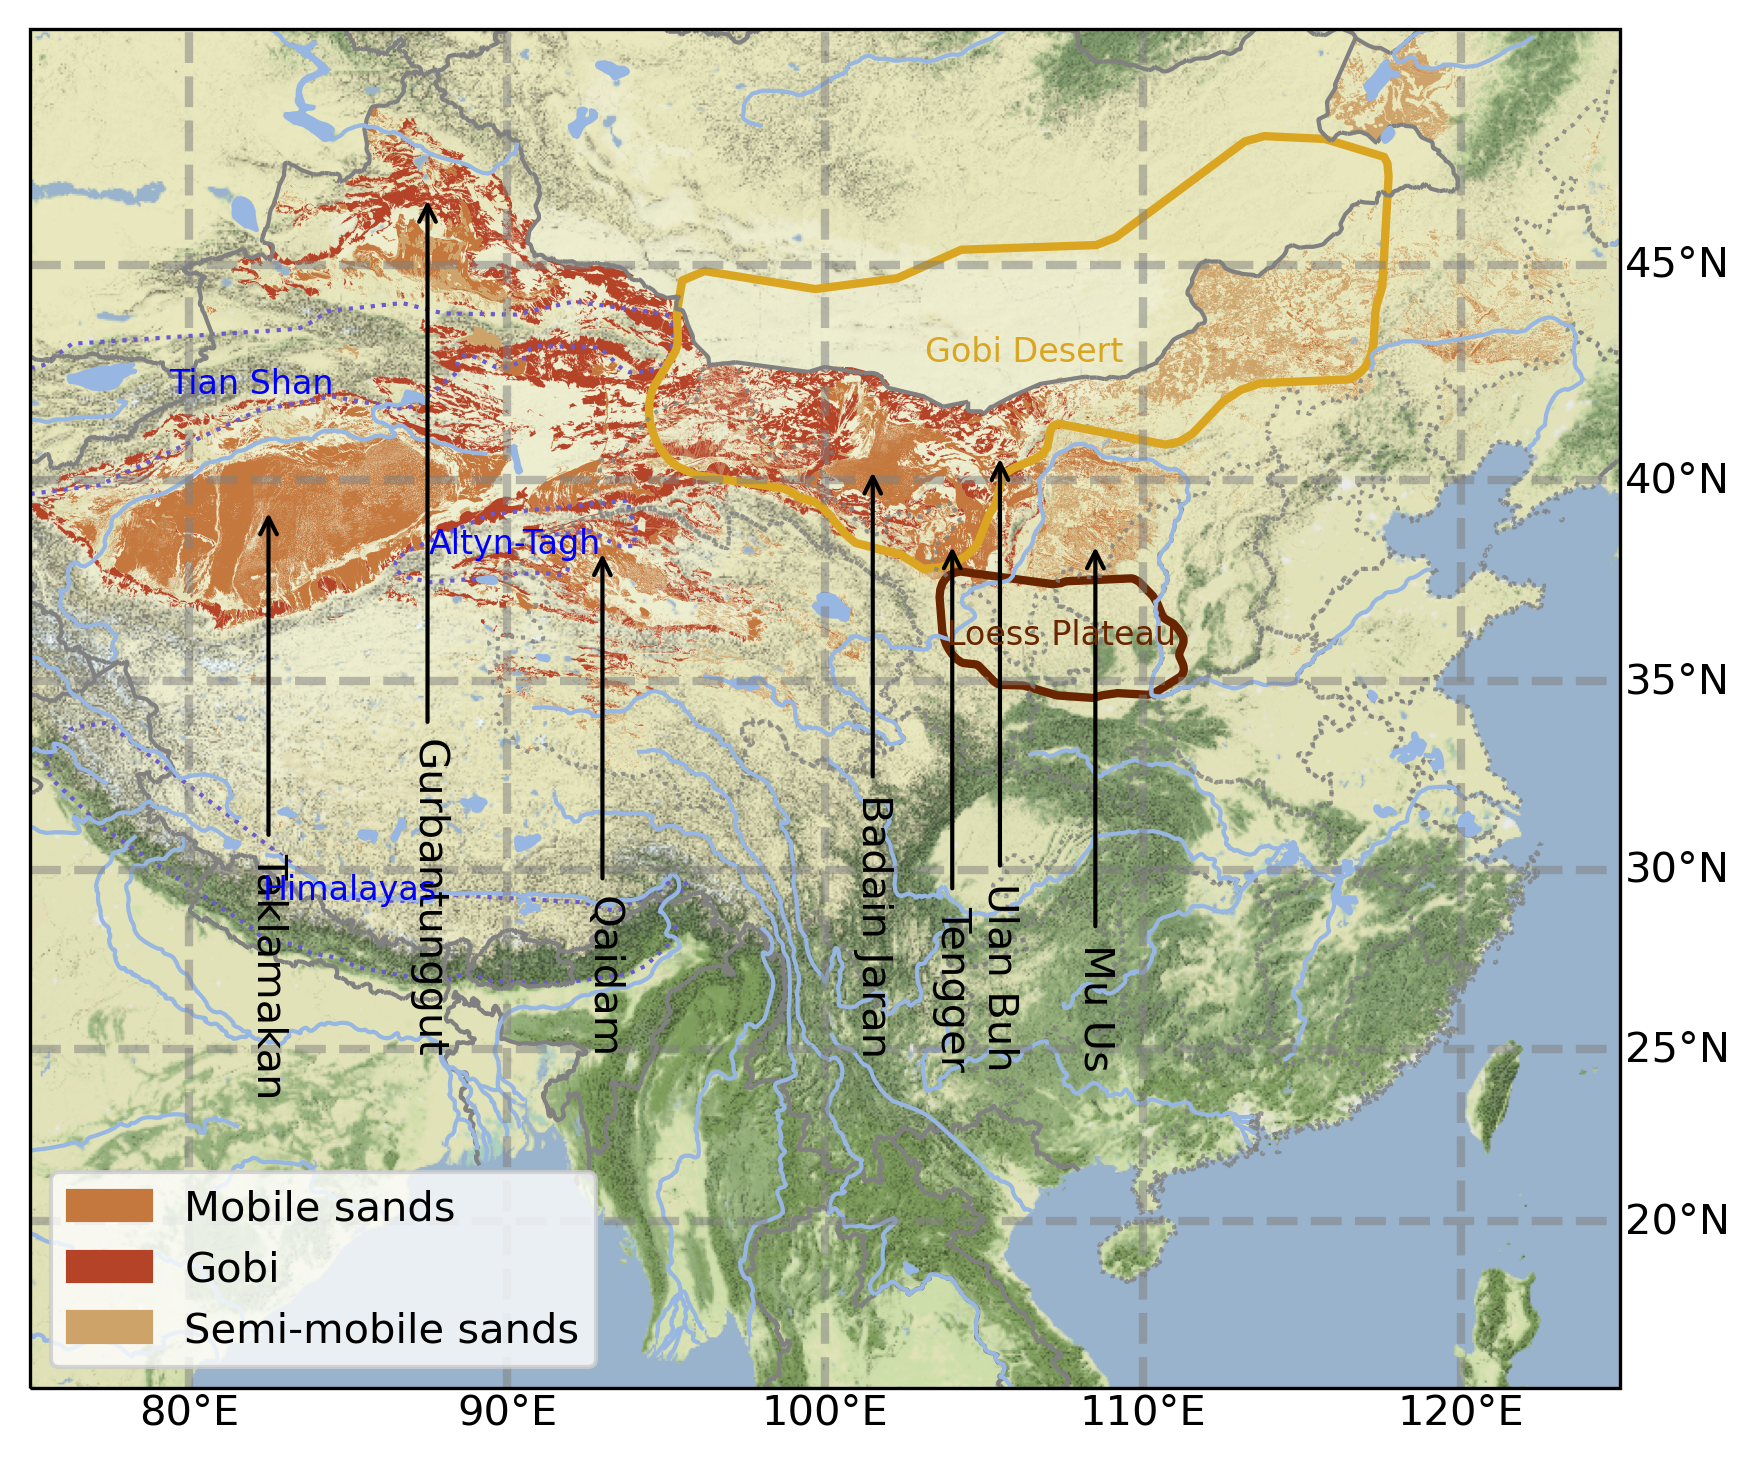 45°N
Gobi Desert
Tian Shan
40°N
Altyn-Tagh
Loess Plateau
35°N
Gurbantunggut
Badain Jaran
30°N
Taklamakan
Himalayas
Qaidam
Tengger
Ulan Buh
Mu Us
25°N
20°N
Mobile sands
Gobi
Semi-mobile sands
80°E
90°E
100°E
110°E
120°E